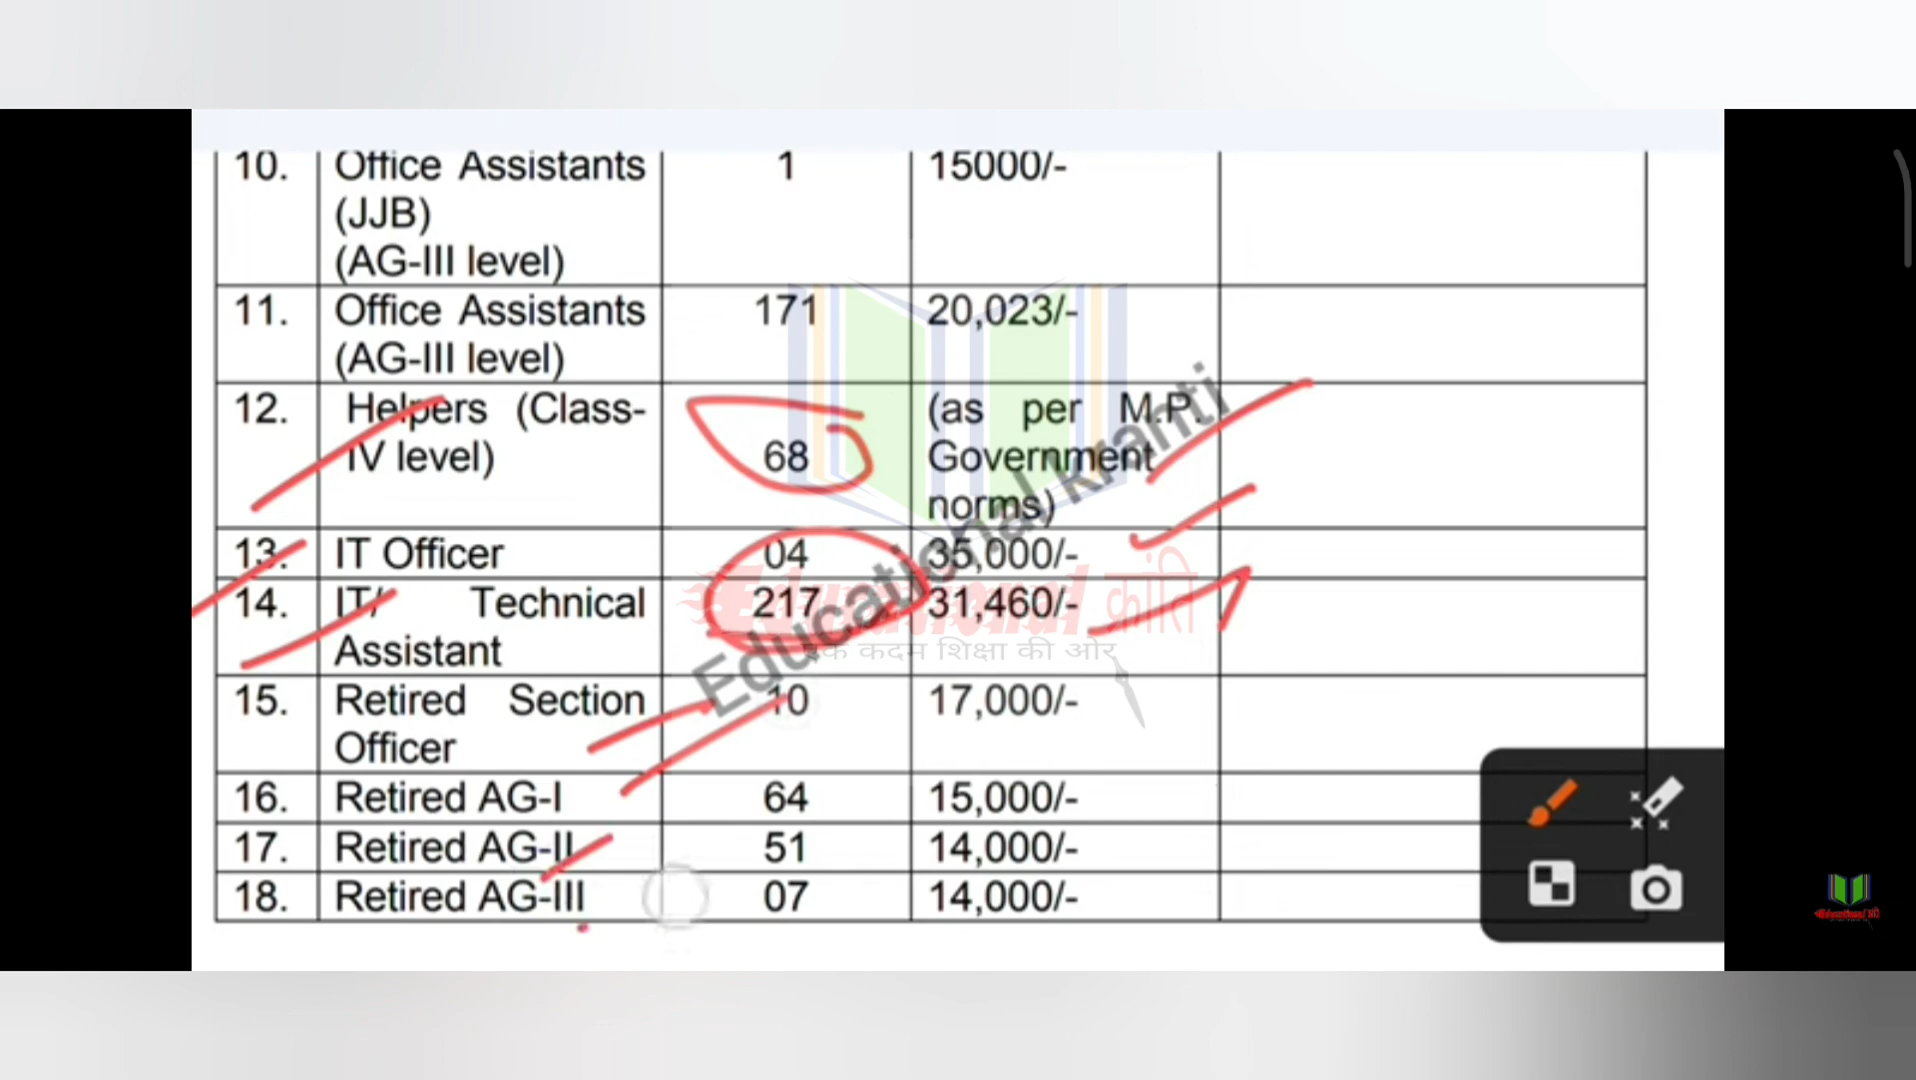 10. Office Assistants 1 15000/-
(JJB)
(AG-III level)
11. Office Assistants 171 20,023/-
(AG-III level)
12. Helpers (Class- (as per M.P.
IV level) 68 Government
norms)
13. IT Officer 04 35,000/-
14. IT/ Technical 217 31,460/-
Assistant
15. Retired Section 10 17,000/-
Officer
16. Retired AG-I 64 15,000/-
17. Retired AG-II 51 14,000/-
18. Retired AG-III 07 14,000/-
Educational kranti
Educational क्रांति
एक कदम शिक्षा की ओर
Educational क्रांति